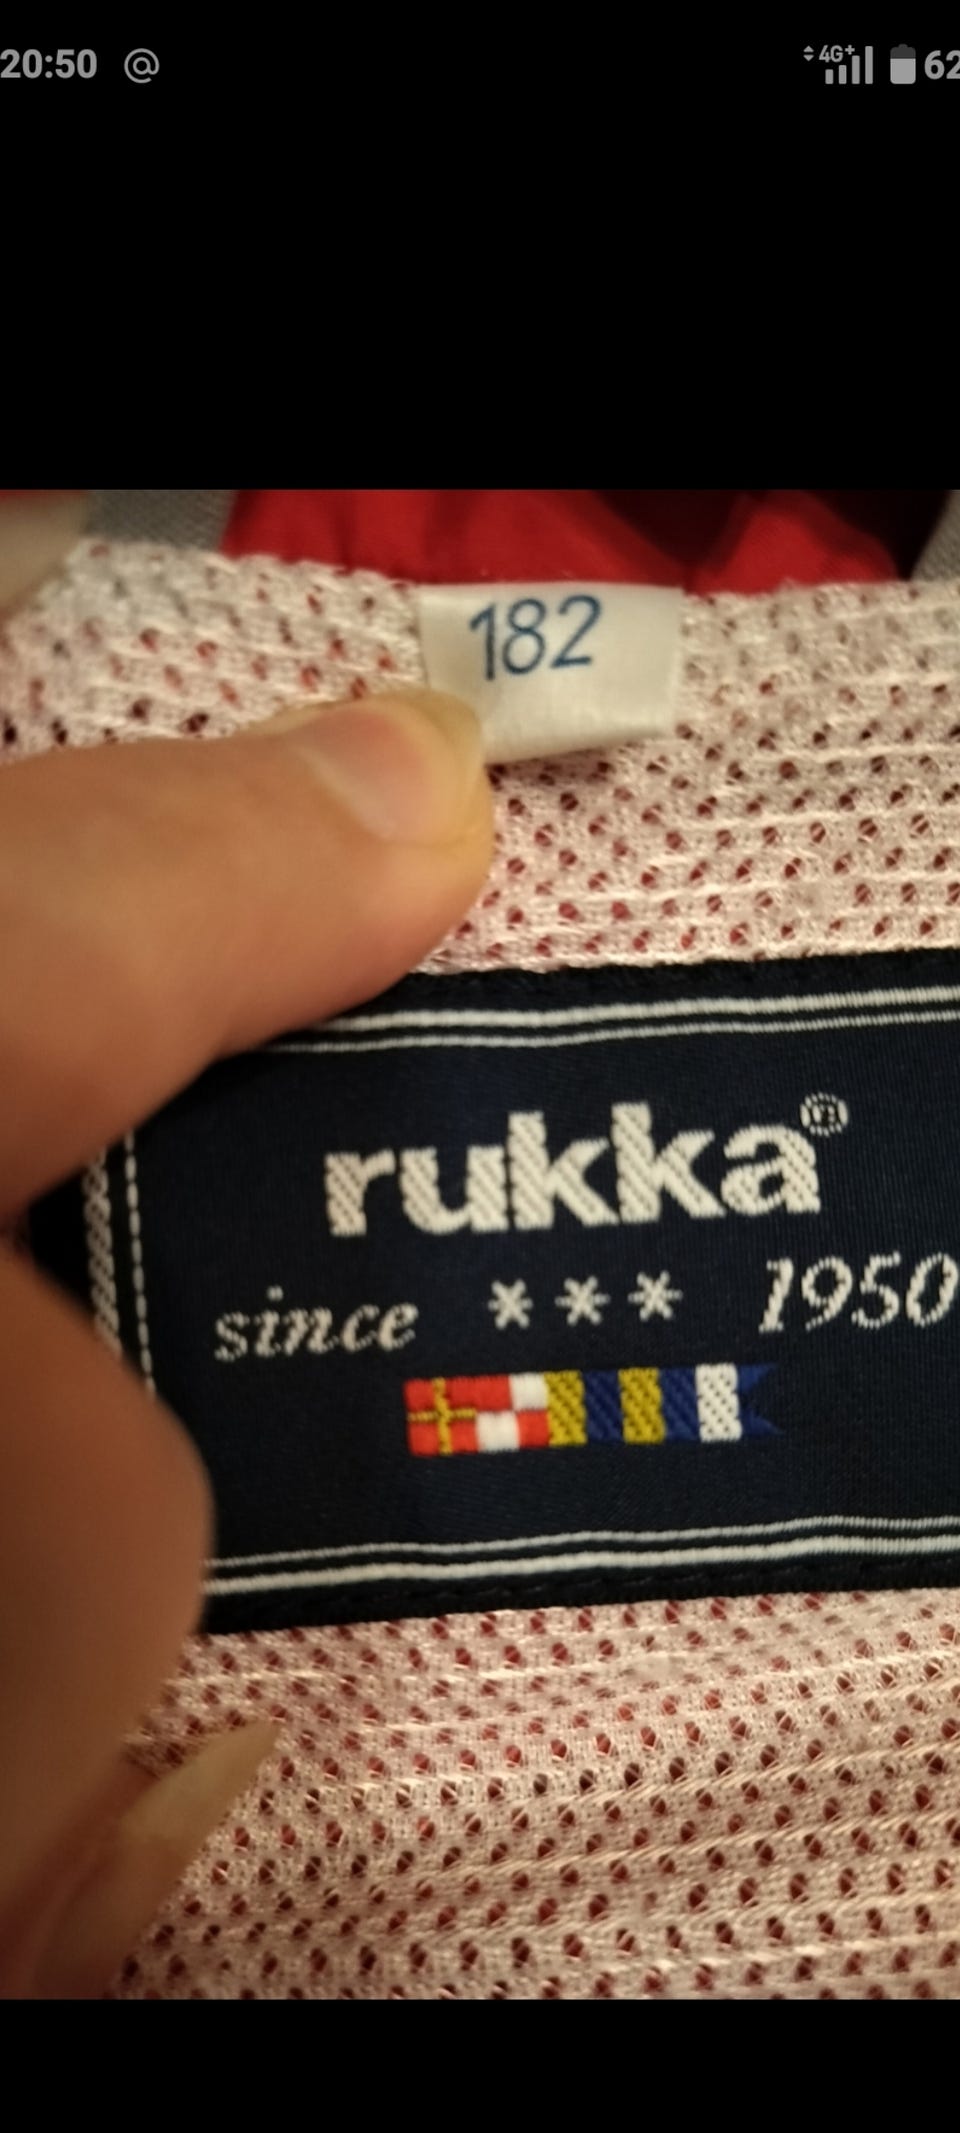 20:50 @ 4G+ 62
182
rukka®
since *** 1950